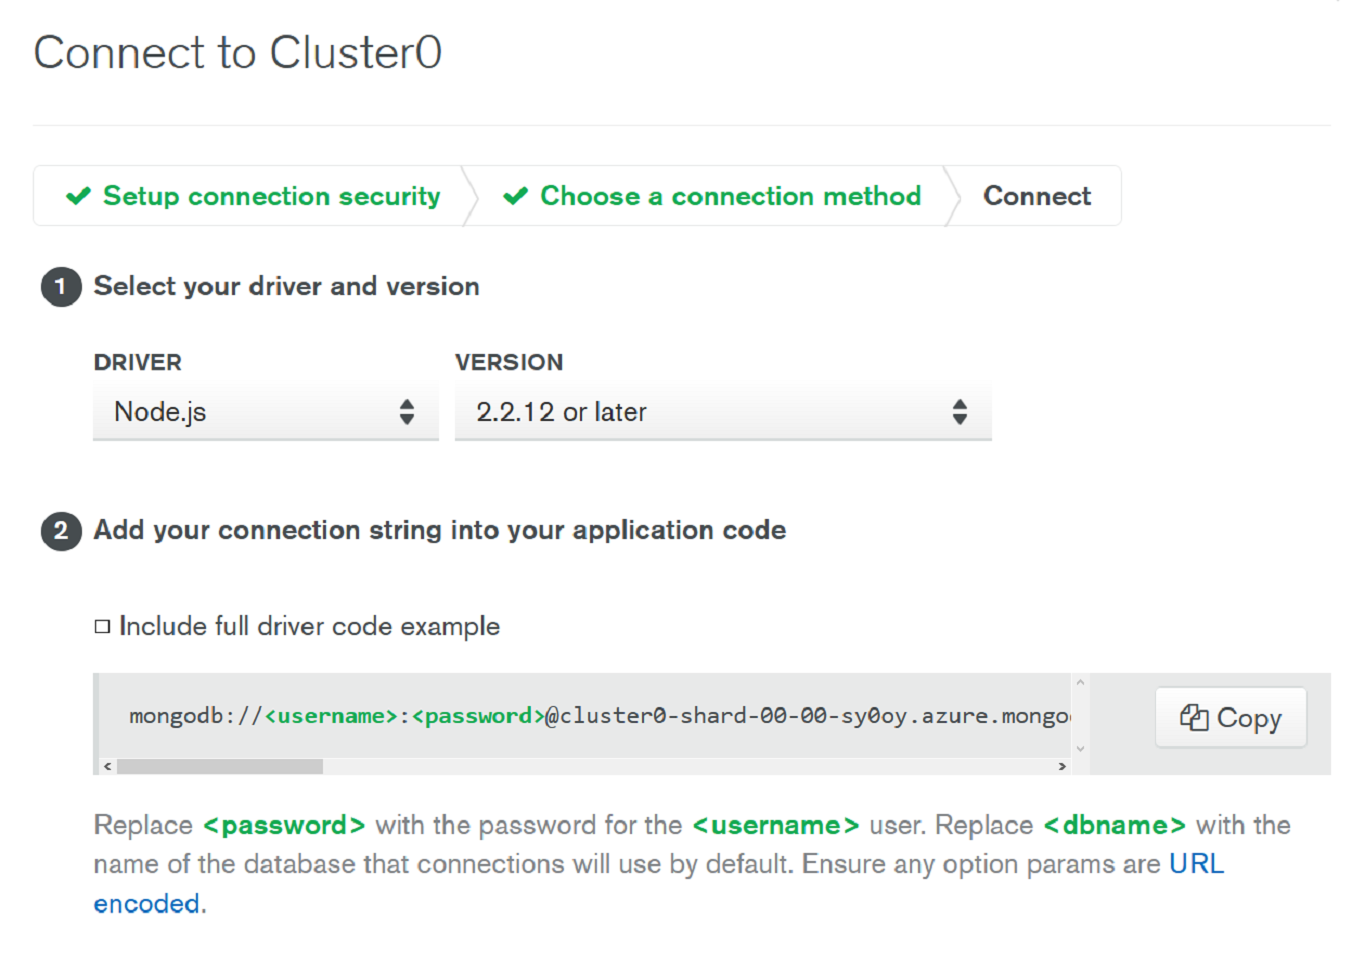 Connect to Cluster0
Setup connection security
Choose a connection method
Connect
1 Select your driver and version
DRIVER
VERSION
Node.js
2.2.12 or later
2 Add your connection string into your application code
Include full driver code example
mongodb://<username>:<password>@cluster0-shard-00-00-sy0oy.azure.mongo
Copy
Replace <password> with the password for the <username> user. Replace <dbname> with the
name of the database that connections will use by default. Ensure any option params are URL
encoded.